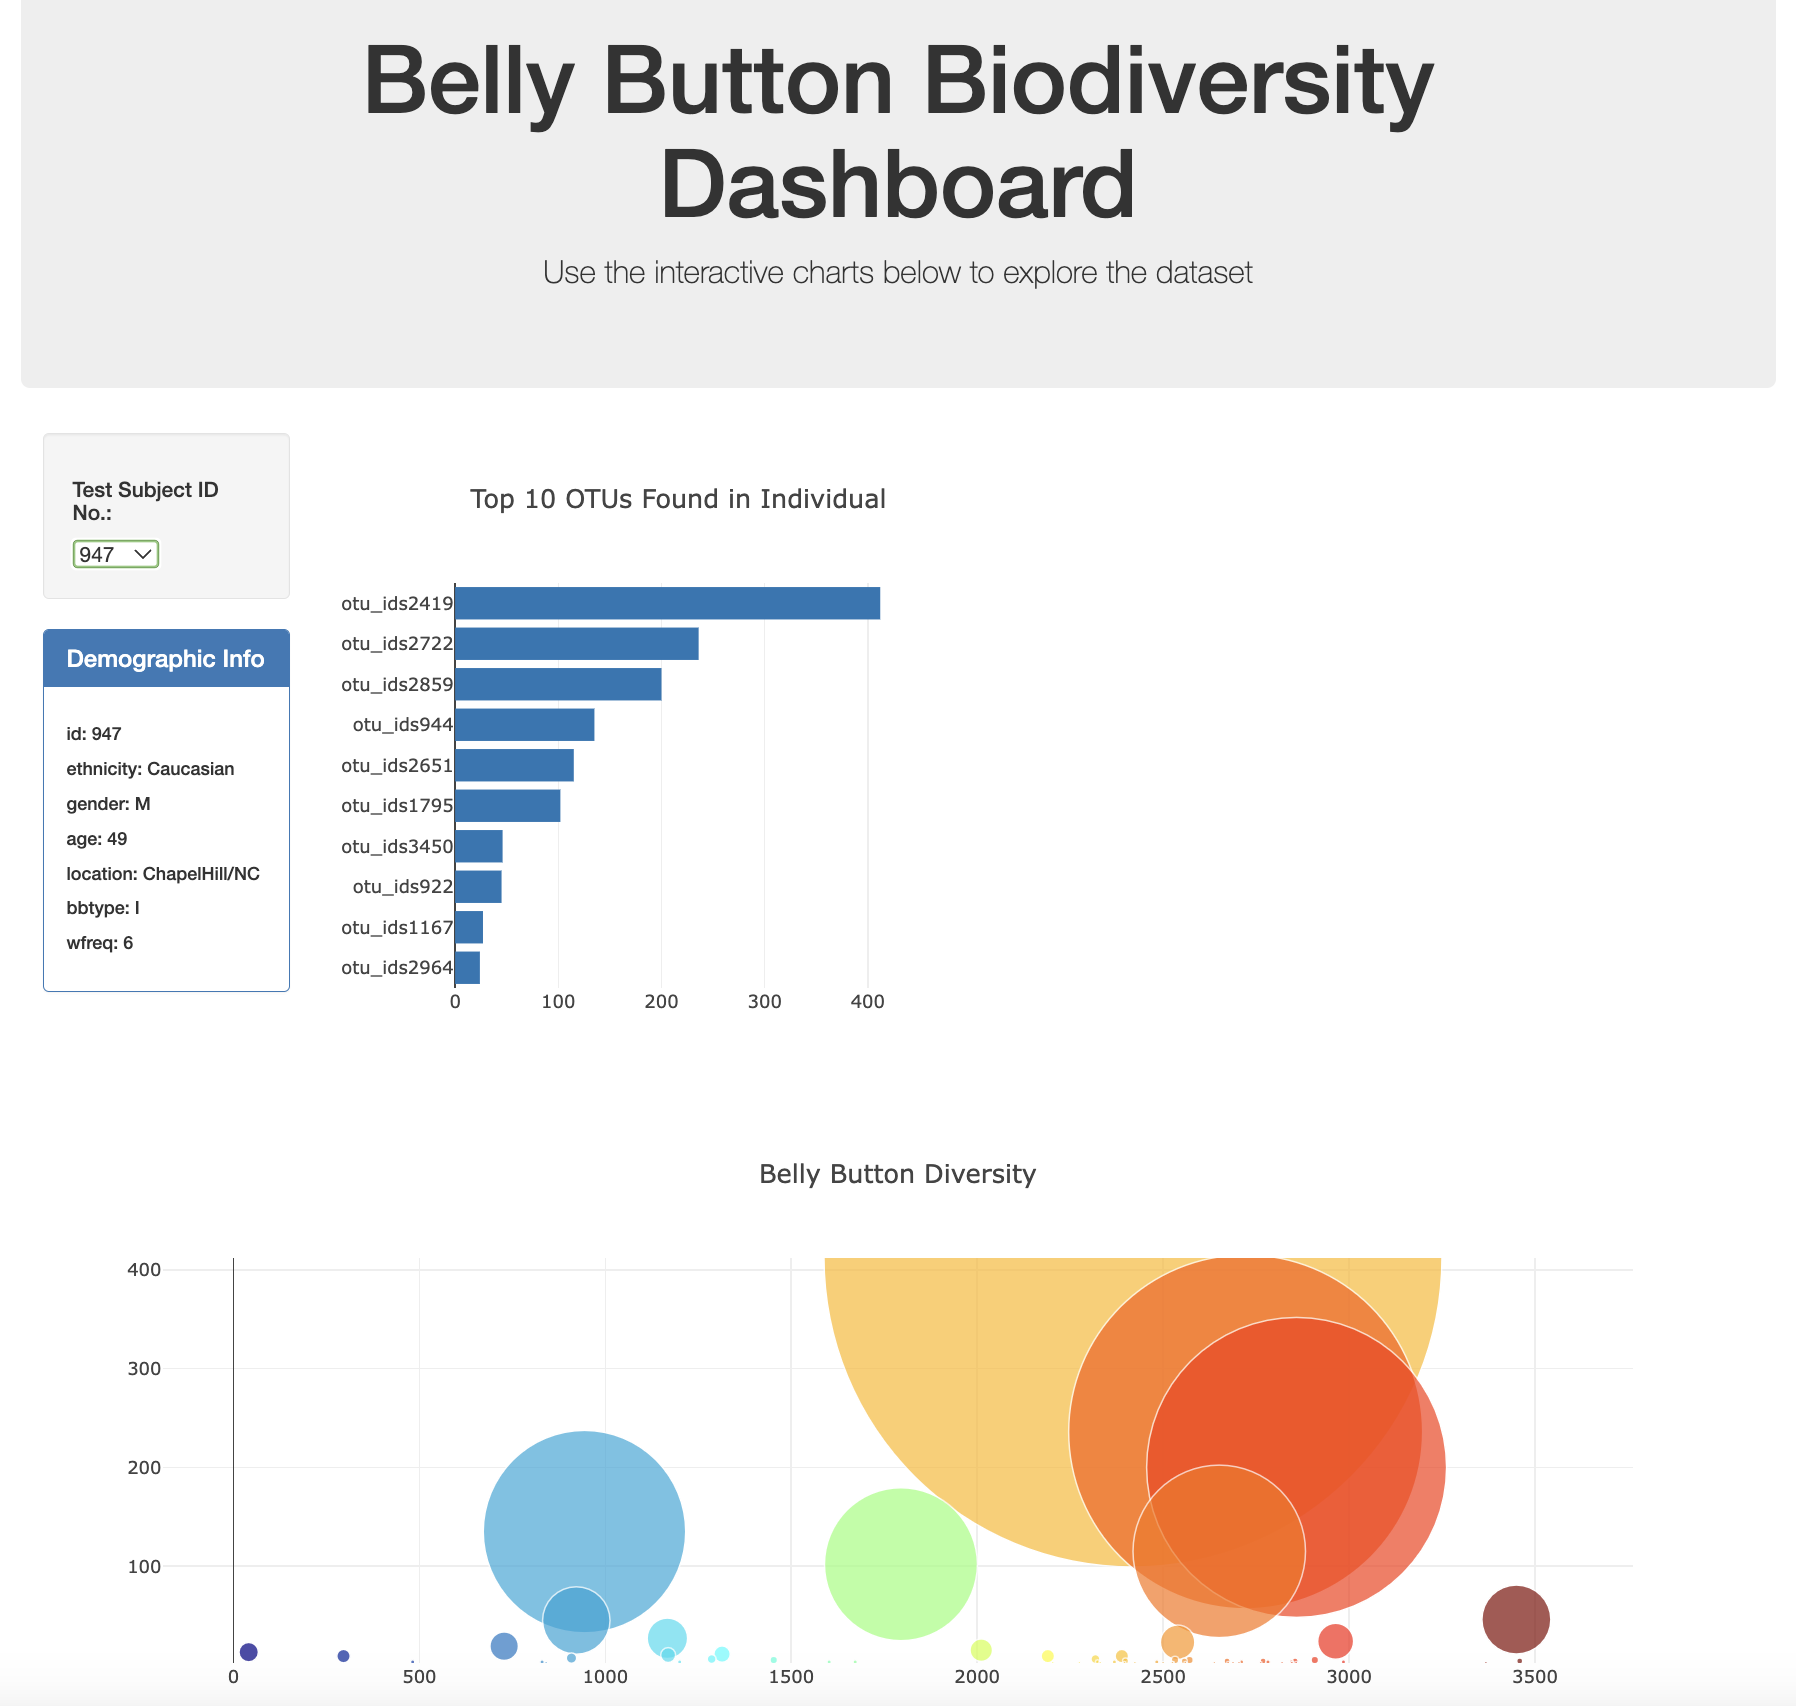 Belly Button Biodiversity
Dashboard
Use the interactive charts below to explore the dataset
Test Subject ID
No.:
947
Demographic Info
id: 947
ethnicity: Caucasian
gender: M
age: 49
location: ChapelHill/NC
bbtype: I
wfreq: 6
Top 10 OTUs Found in Individual
otu_ids2419
otu_ids2722
otu_ids2859
otu_ids944
otu_ids2651
otu_ids1795
otu_ids3450
otu_ids922
otu_ids1167
otu_ids2964
0 100 200 300 400
Belly Button Diversity
400
300
200
100
0 500 1000 1500 2000 2500 3000 3500